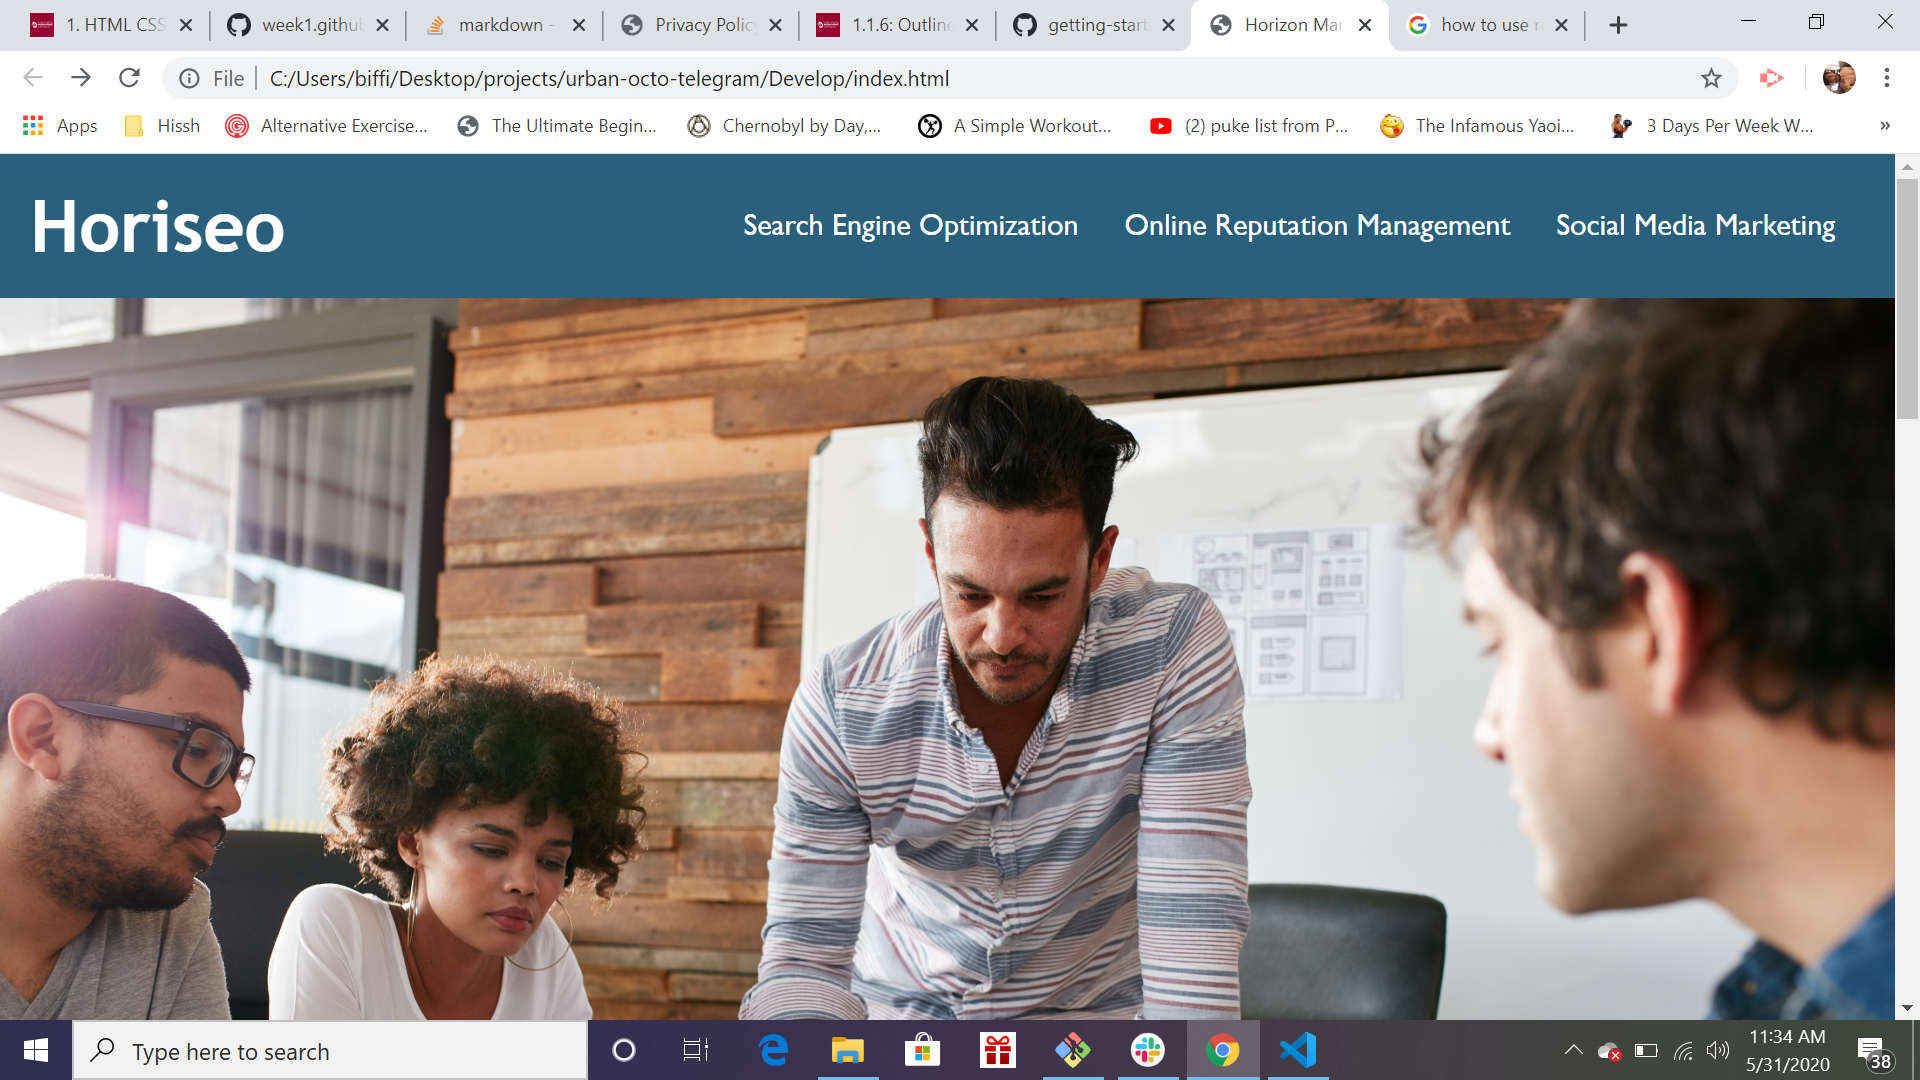 1. HTML CSS
week1.githu
markdown -
Privacy Polic
1.1.6: Outline
getting-start
Horizon Mar
how to use r
File
C:/Users/biffi/Desktop/projects/urban-octo-telegram/Develop/index.html
Apps
Hissh
Alternative Exercise...
The Ultimate Begin...
Chernobyl by Day,...
A Simple Workout...
(2) puke list from P...
The Infamous Yaoi...
3 Days Per Week W...
»
Horiseo
Search Engine Optimization
Online Reputation Management
Social Media Marketing
Type here to search
11:34 AM
5/31/2020
38